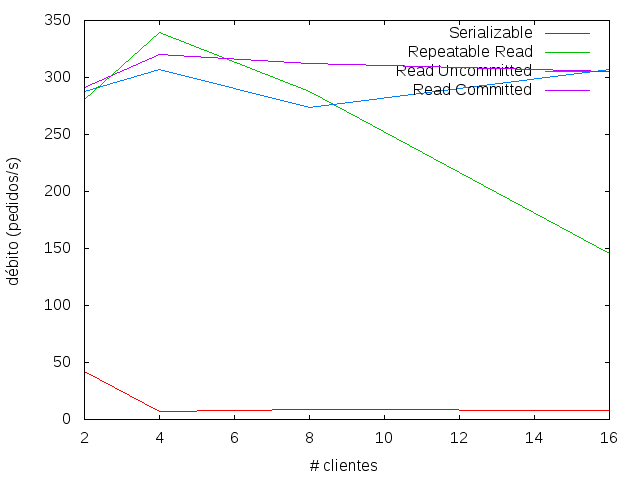 350
300
250
200
150
100
50
0
2 4 6 8 10 12 14 16
débito (pedidos/s)
# clientes
Serializable
Repeatable Read
Read Uncommitted
Read Committed